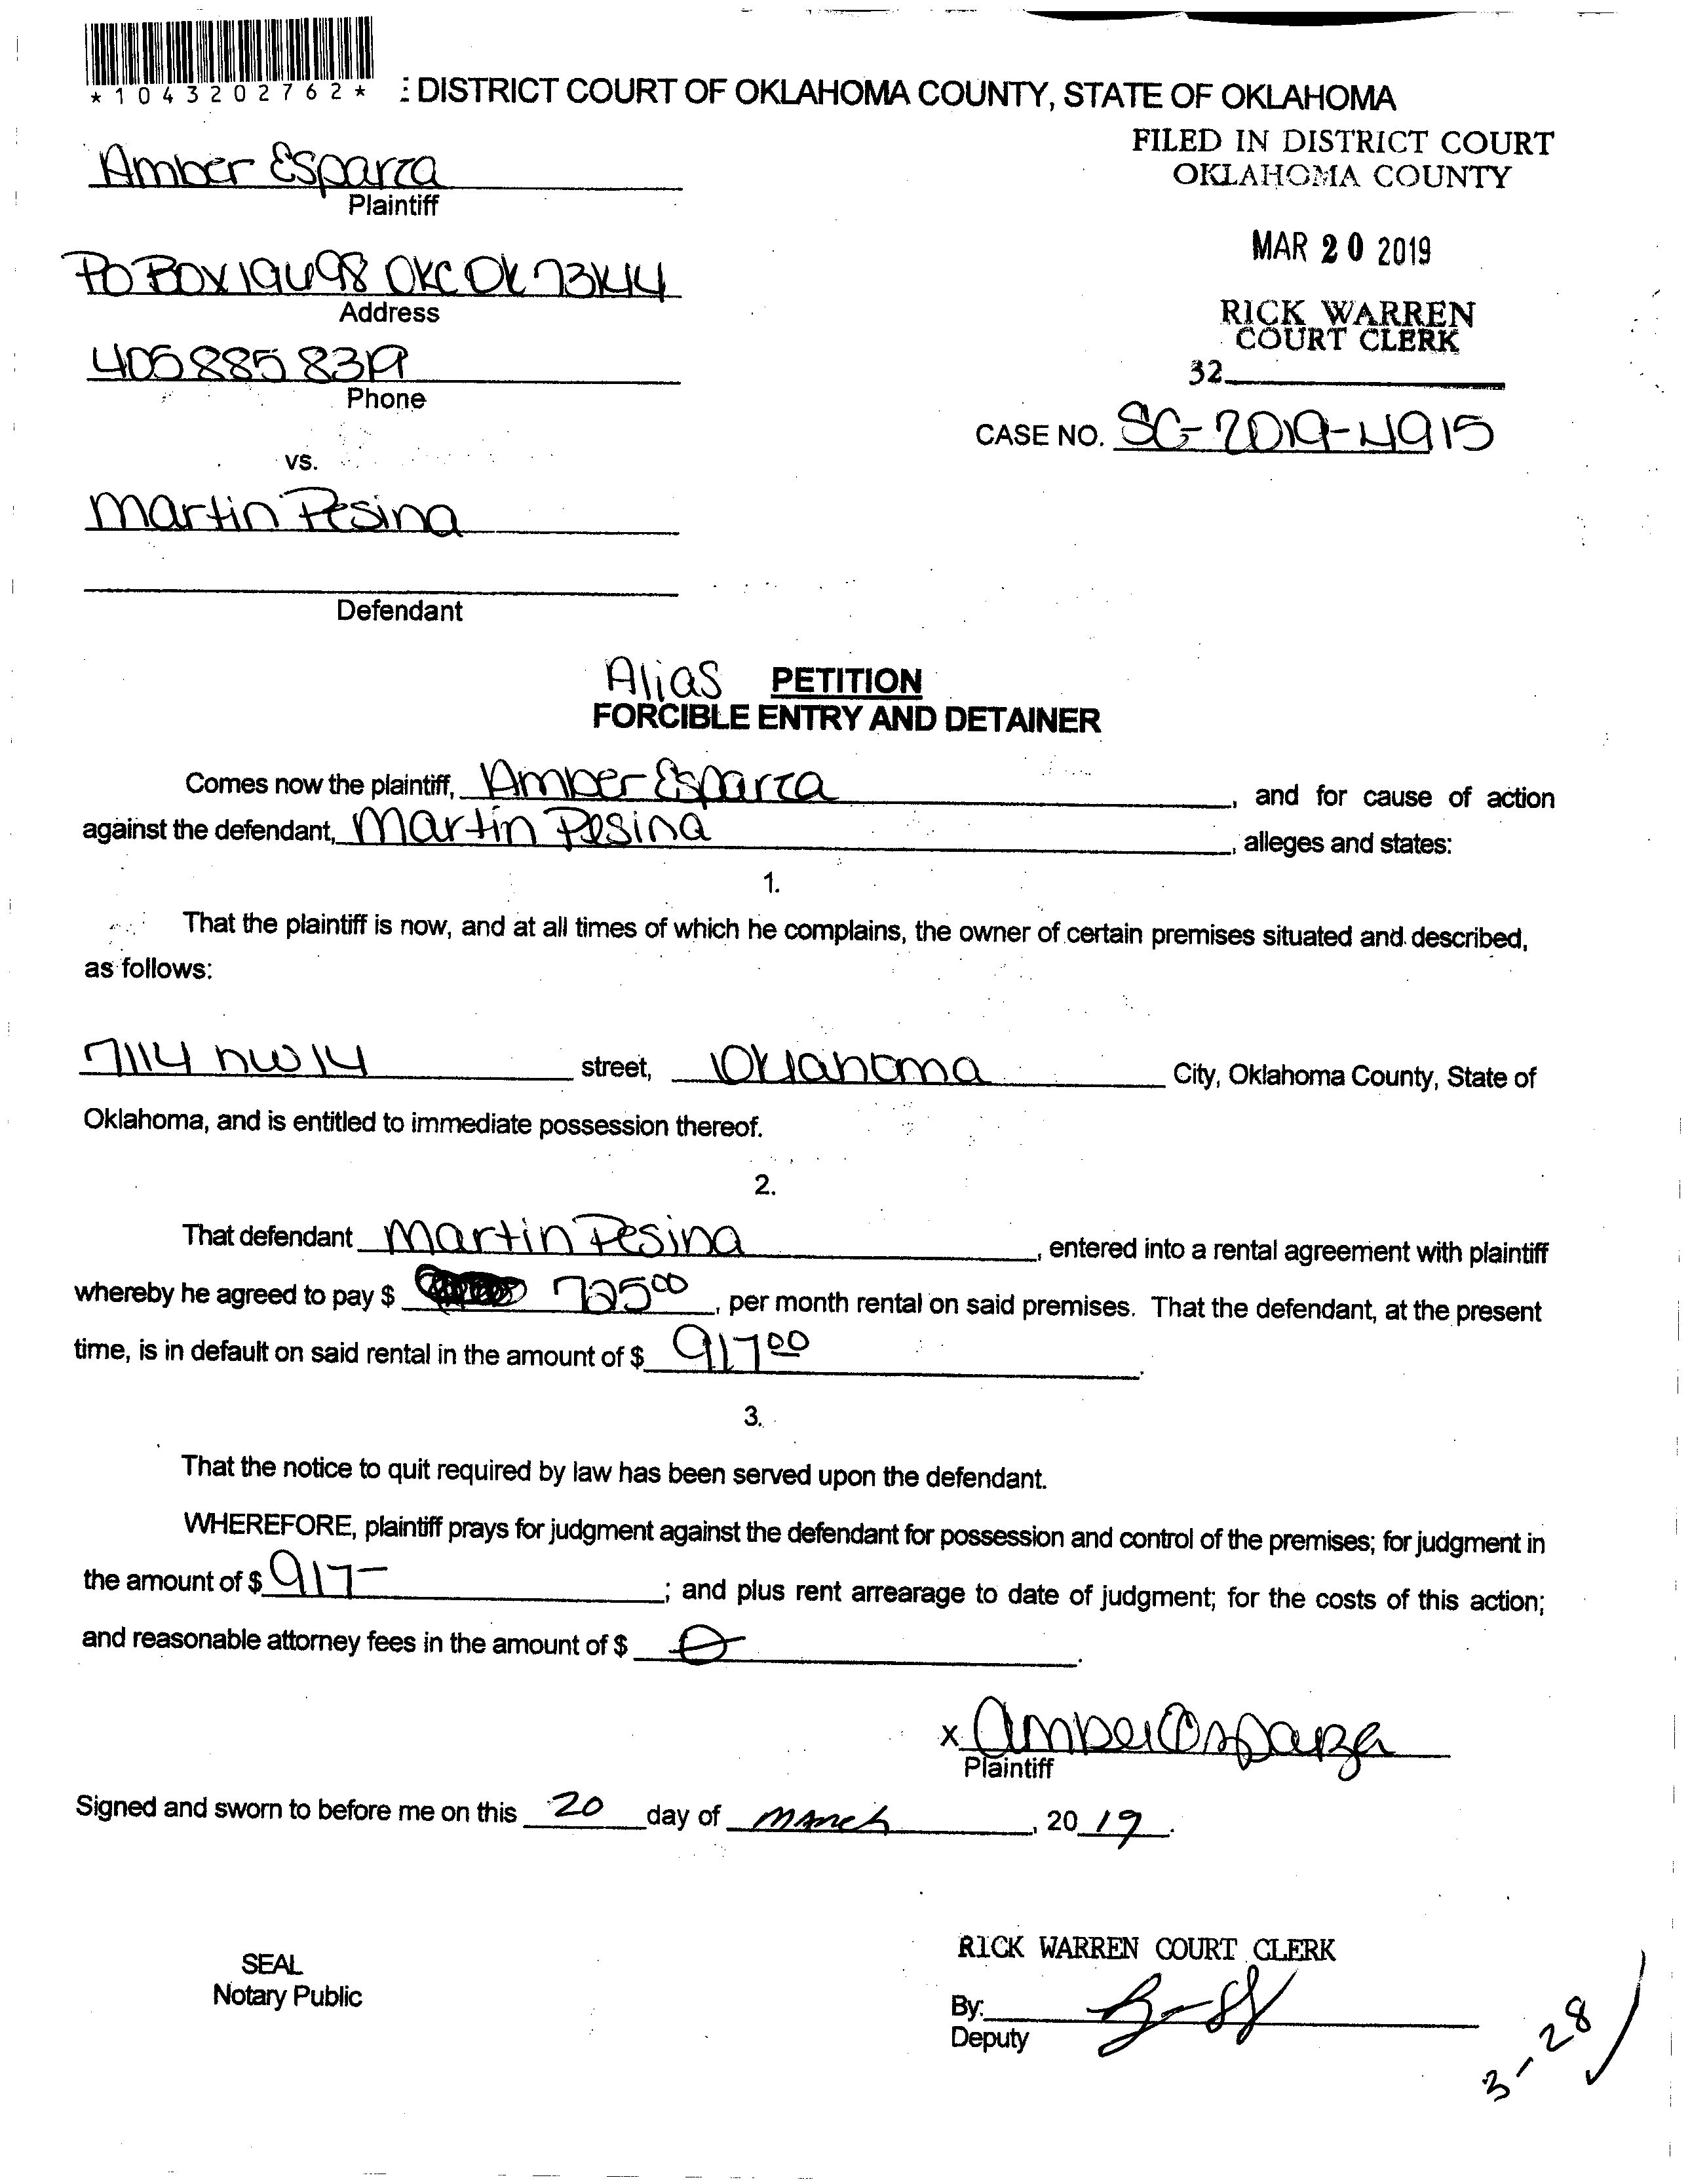 *1043202762*
: DISTRICT COURT OF OKLAHOMA COUNTY, STATE OF OKLAHOMA
FILED IN DISTRICT COURT
OKLAHOMA COUNTY
Amber Esparza
Plaintiff
MAR 20 2019
PO BOX 19498 OKC OK 73144
Address
RICK WARREN
COURT CLERK
32
405 885 8319
Phone
CASE NO. SC-2019-4915
vs.
Martin Pesina
Defendant
Alias PETITION
FORCIBLE ENTRY AND DETAINER
Comes now the plaintiff, Amber Esparza, and for cause of action
against the defendant, Martin Pesina, alleges and states:
1.
That the plaintiff is now, and at all times of which he complains, the owner of certain premises situated and described,
as follows:
7114 NW 14 street, Oklahoma City, Oklahoma County, State of
Oklahoma, and is entitled to immediate possession thereof.
2.
That defendant Martin Pesina, entered into a rental agreement with plaintiff
whereby he agreed to pay $ 725 00, per month rental on said premises. That the defendant, at the present
time, is in default on said rental in the amount of $ 917 00.
3.
That the notice to quit required by law has been served upon the defendant.
WHEREFORE, plaintiff prays for judgment against the defendant for possession and control of the premises; for judgment in
the amount of $ 917-; and plus rent arrearage to date of judgment; for the costs of this action;
and reasonable attorney fees in the amount of $ 0.
x Amber Esparza
Plaintiff
Signed and sworn to before me on this 20 day of March, 20 19.
RICK WARREN COURT CLERK
SEAL
Notary Public
By:
Deputy
3-28